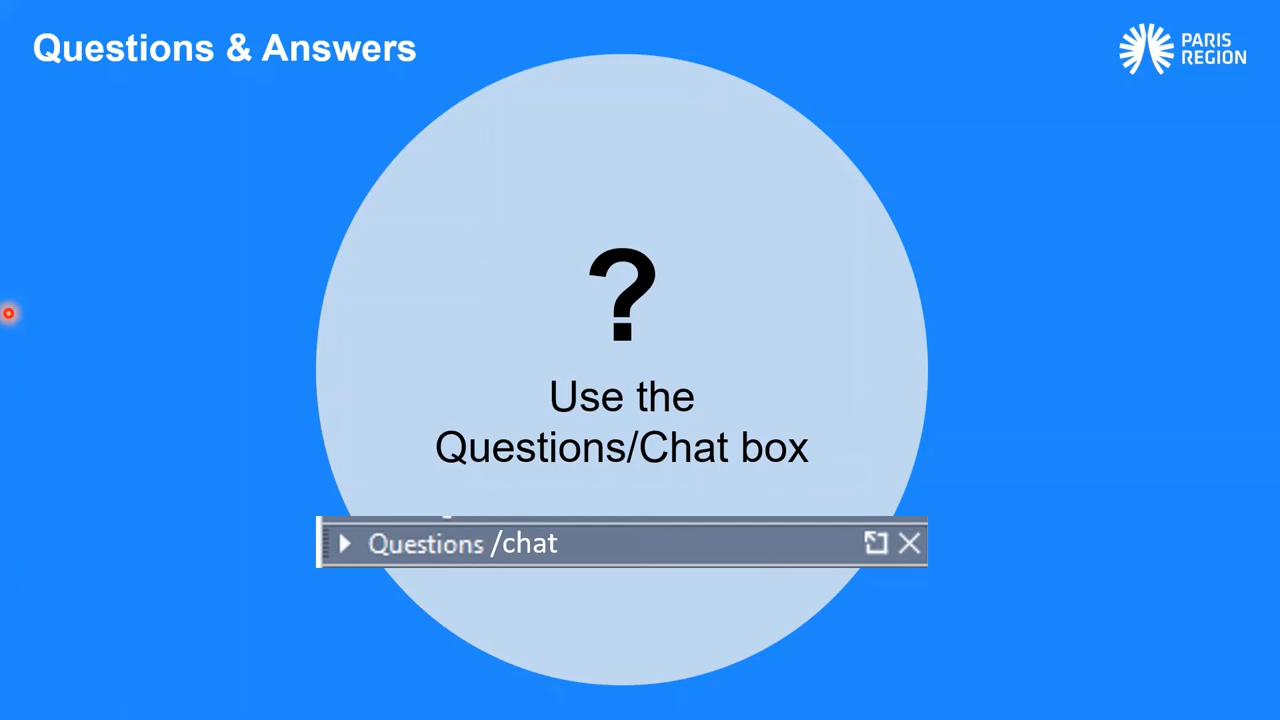 Questions & Answers
PARIS
REGION
?
Use the
Questions/Chat box
Questions /chat